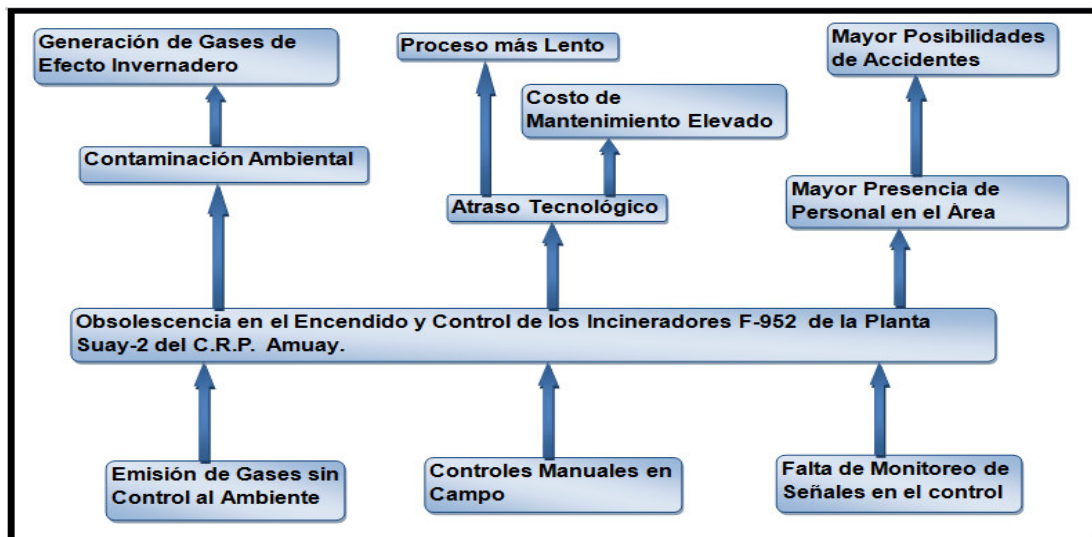 Generación de Gases de
Efecto Invernadero
Proceso más Lento
Mayor Posibilidades
de Accidentes
Costo de
Mantenimiento Elevado
Contaminación Ambiental
Atraso Tecnológico
Mayor Presencia de
Personal en el Área
Obsolescencia en el Encendido y Control de los Incineradores F-952 de la Planta
Suay-2 del C.R.P. Amuay.
Emisión de Gases sin
Control al Ambiente
Controles Manuales en
Campo
Falta de Monitoreo de
Señales en el control